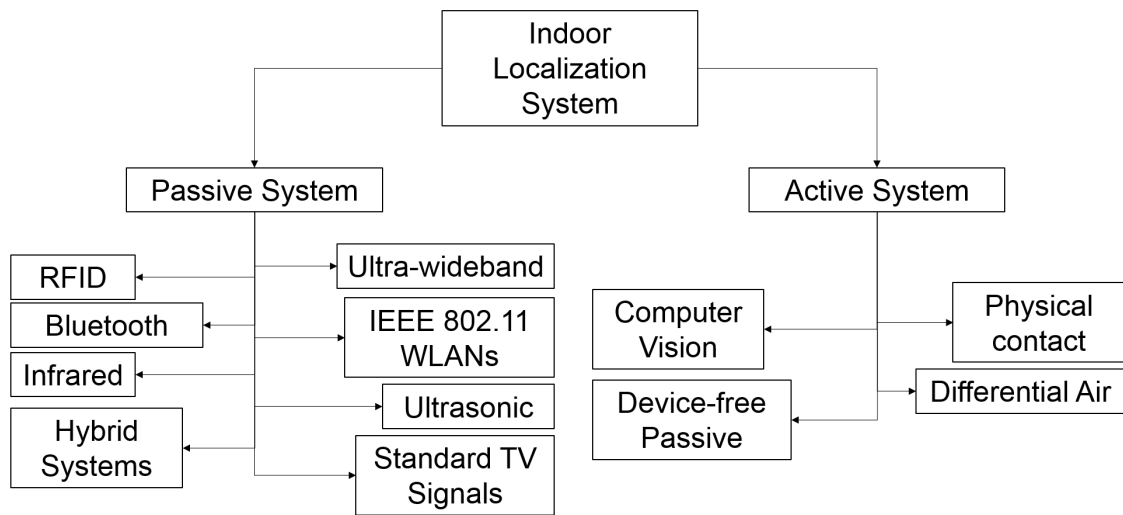 Indoor
Localization
System
Passive System
Active System
RFID
Bluetooth
Infrared
Hybrid
Systems
Ultra-wideband
IEEE 802.11
WLANs
Ultrasonic
Standard TV
Signals
Computer
Vision
Device-free
Passive
Physical
contact
Differential Air